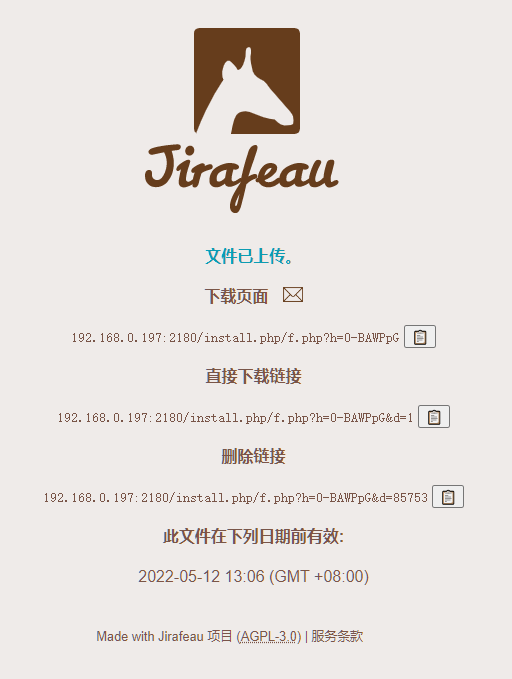 Jirafeau
文件已上传。
下载页面
192.168.0.197:2180/install.php/f.php?h=0-BAWPpG
直接下载链接
192.168.0.197:2180/install.php/f.php?h=0-BAWPpG&d=1
删除链接
192.168.0.197:2180/install.php/f.php?h=0-BAWPpG&d=85753
此文件在下列日期前有效:
2022-05-12 13:06 (GMT +08:00)
Made with Jirafeau 项目 (AGPL-3.0) | 服务条款